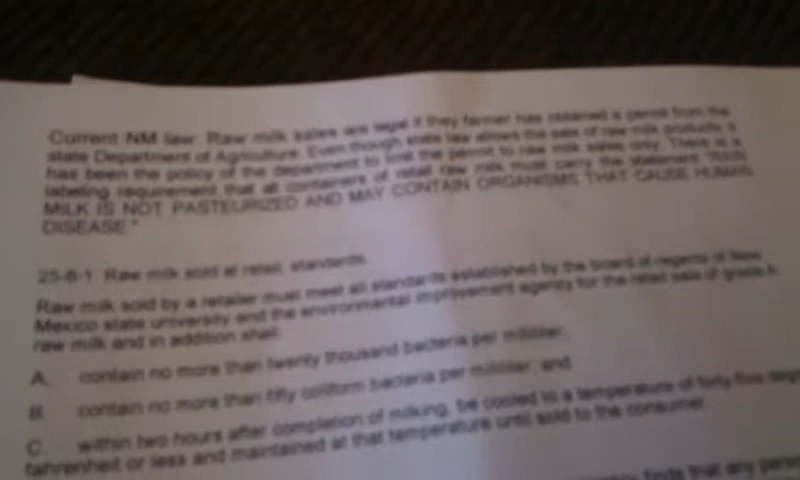 Current NM law: Raw milk sales are legal if they farmer has obtained a permit from the
state Department of Agriculture. Even though state law allows the sale of raw milk products it
has been the policy of the department to limit the permit to raw milk sales only. There is a
labeling requirement that all containers of retail raw milk must carry the statement "RAW
MILK IS NOT PASTEURIZED AND MAY CONTAIN ORGANISMS THAT CAUSE HUMAN
DISEASE."
25-8-1. Raw milk sold at retail; standards.
Raw milk sold by a retailer must meet all standards established by the board of regents of New
Mexico state university and the environmental improvement agency for the retail sale of grade A
raw milk and in addition shall:
A. contain no more than twenty thousand bacteria per milliliter;
B. contain no more than fifty coliform bacteria per milliliter; and
C. within two hours after completion of milking, be cooled to a temperature of forty-five
fahrenheit or less and maintained at that temperature until sold to the consumer.
finds that any